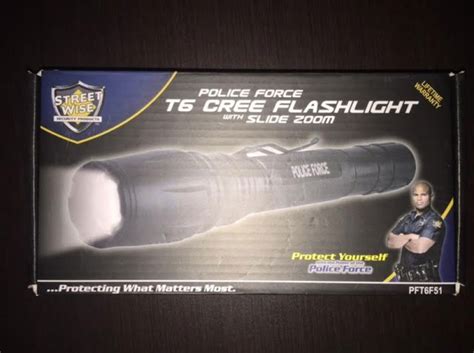 STREET
WISE
SECURITY PRODUCTS
POLICE FORCE
T6 CREE FLASHLIGHT
WITH SLIDE ZOOM
LIFETIME
WARRANTY
POLICE FORCE
Protect Yourself
Police Force
...Protecting What Matters Most.
PFT6F51